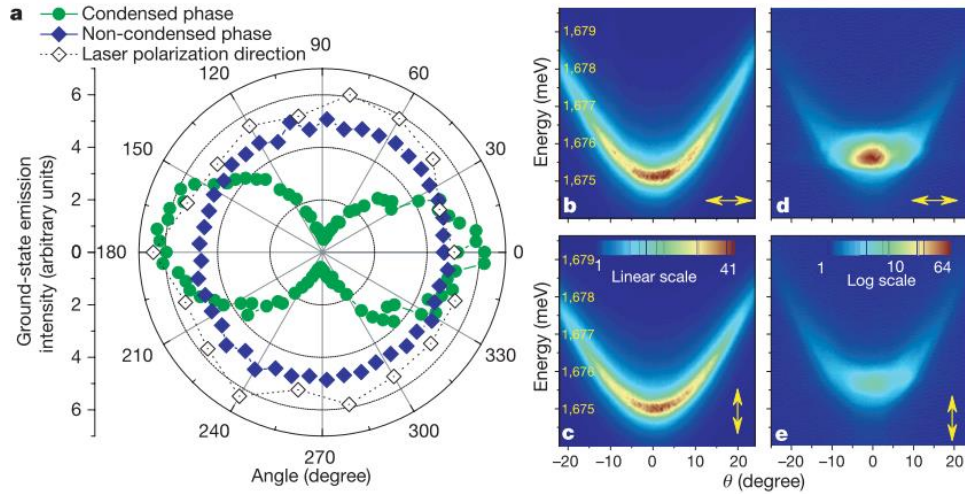 a
Condensed phase
Non-condensed phase
Laser polarization direction
90
120
60
150
30
180
0
210
330
240
300
270
6
4
2
0
2
4
6
Ground-state emission
intensity (arbitrary units)
Angle (degree)
b
Energy (meV)
1,679
1,678
1,677
1,676
1,675
d
c
Energy (meV)
1,679
1,678
1,677
1,676
1,675
1
41
Linear scale
-20
-10
0
10
20
e
1
10
64
Log scale
-20
-10
0
10
20
θ (degree)